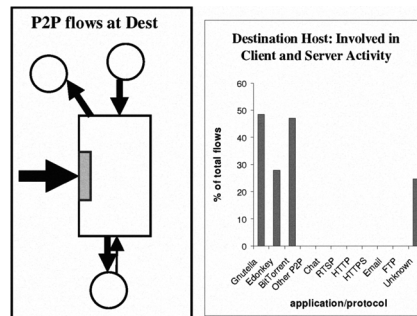 P2P flows at Dest
Destination Host: Involved in
Client and Server Activity
% of total flows
60
50
40
30
20
10
0
Gnutella
Edonkey
BitTorrent
Other P2P
Chat
RTSP
HTTP
HTTPS
Email
FTP
Unknown
application/protocol